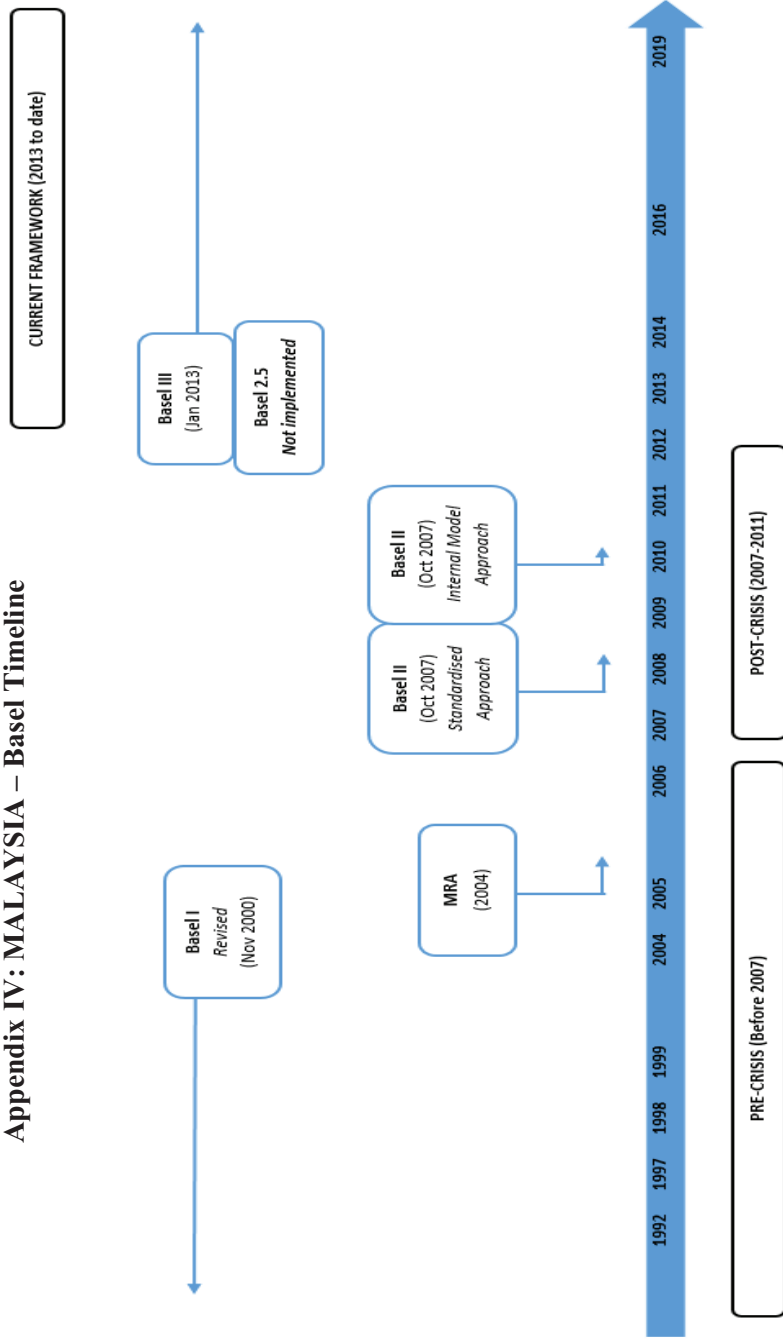 Appendix IV: MALAYSIA – Basel Timeline
CURRENT FRAMEWORK (2013 to date)
Basel I
Revised
(Nov 2000)
Basel III
(Jan 2013)
Basel 2.5
Not implemented
MRA
(2004)
Basel II
(Oct 2007)
Standardised
Approach
Basel II
(Oct 2007)
Internal Model
Approach
1992 1997 1998 1999 2004 2005 2006 2007 2008 2009 2010 2011 2012 2013 2014 2016 2019
PRE-CRISIS (Before 2007)
POST-CRISIS (2007-2011)